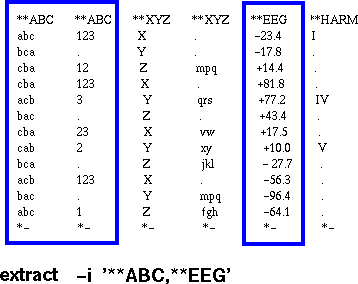 **ABC **ABC **XYZ **XYZ **EEG **HARM
abc 123 X . −23.4 I
bca . Y . −17.8 .
cba 12 Z mpq +14.4 .
cba 123 X . +81.8 .
acb 3 Y qrs +77.2 IV
bac . Z . +43.4 .
cba 23 X vw +17.5 .
cab 2 Y xy +10.0 V
bca . Z jkl − 27.7 .
acb 123 X . −56.3 .
bac . Y mpq −96.4 .
abc 1 Z fgh −64.1 .
*− *− *− *− *− *−
extract −i '**ABC,**EEG'